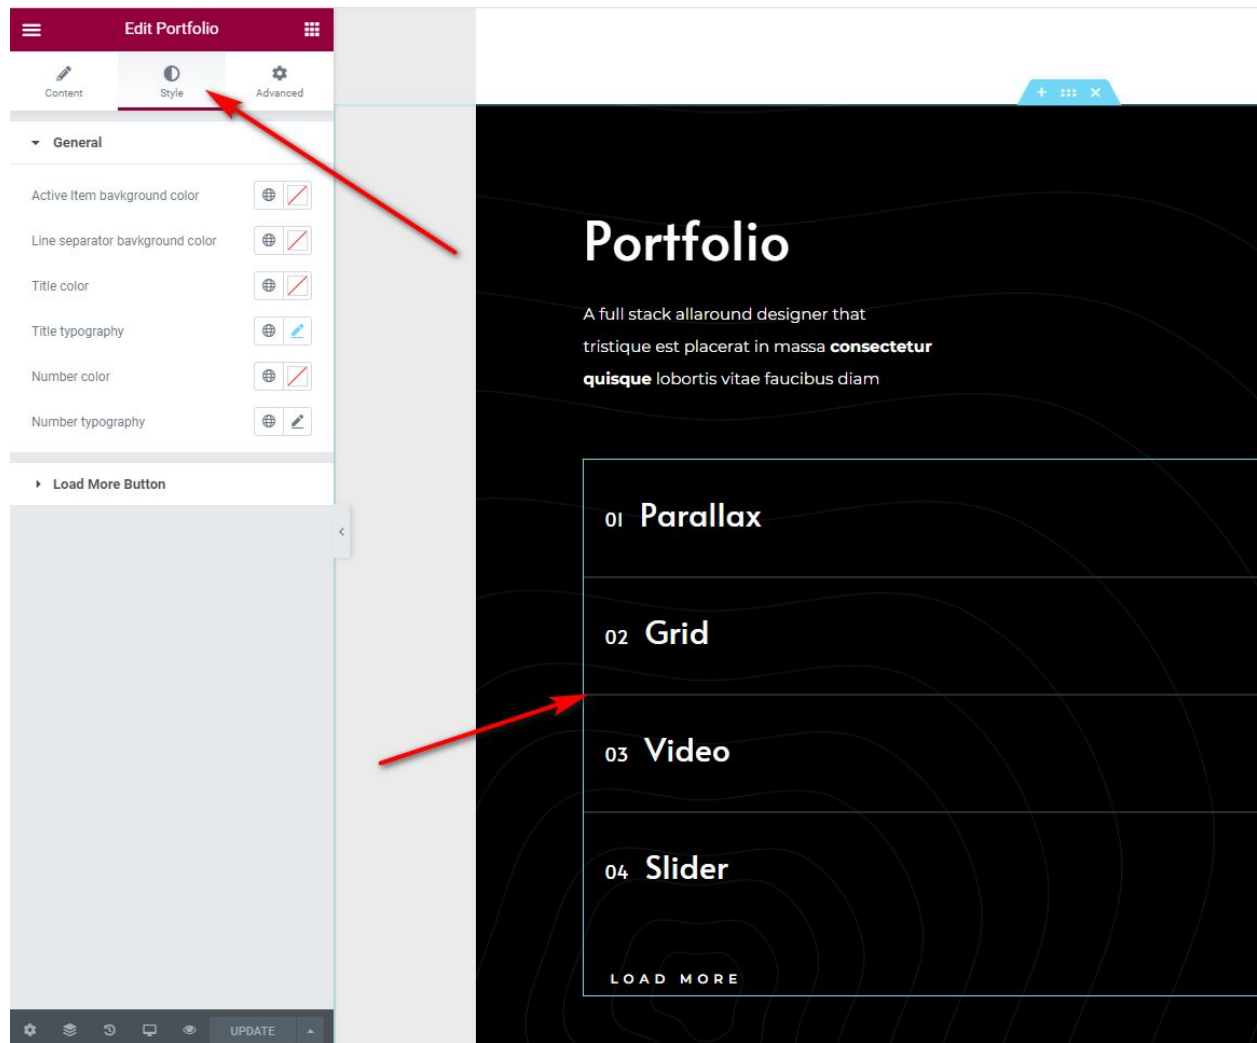 Edit Portfolio
Content
Style
Advanced
General
Active Item bavkground color
Line separator bavkground color
Title color
Title typography
Number color
Number typography
Load More Button
UPDATE
Portfolio
A full stack allaround designer that
tristique est placerat in massa consectetur
quisque lobortis vitae faucibus diam
01 Parallax
02 Grid
03 Video
04 Slider
LOAD MORE